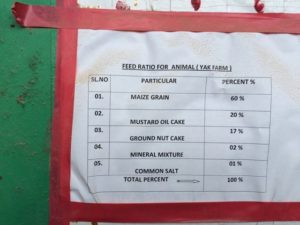 FEED RATIO FOR ANIMAL ( YAK FARM )
SL.NO PARTICULAR PERCENT %
01. MAIZE GRAIN 60 %
02. MUSTARD OIL CAKE 20 %
03. GROUND NUT CAKE 17 %
04. MINERAL MIXTURE 02 %
05. COMMON SALT 01 %
TOTAL PERCENT 100 %